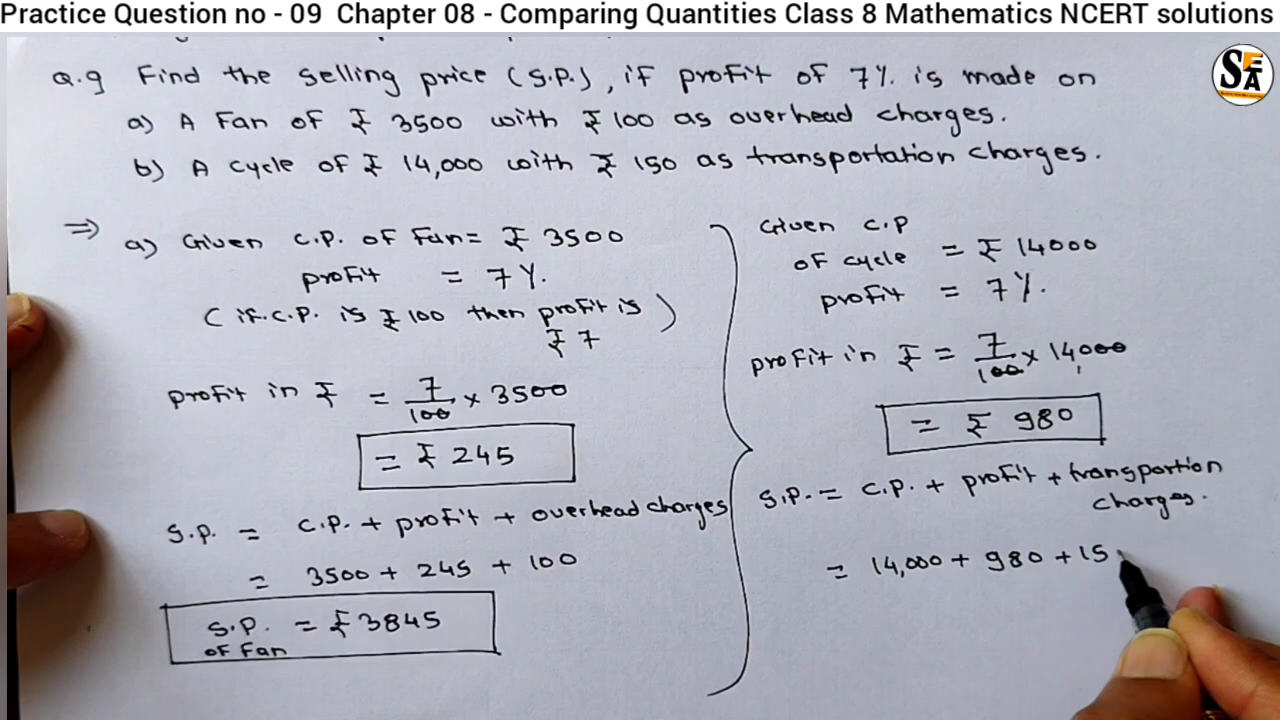 Practice Question no - 09 Chapter 08 - Comparing Quantities Class 8 Mathematics NCERT solutions
SFA
Q.9 Find the selling price (S.P.), if profit of 7%. is made on
a) A Fan of ₹ 3500 with ₹ 100 as overhead charges.
b) A cycle of ₹ 14,000 with ₹ 150 as transportation charges.
⇒ a) Given C.P. of Fan = ₹ 3500
profit = 7%.
(if C.P. is ₹ 100 then profit is
₹ 7)
profit in ₹ = 7/100 × 3500
= ₹ 245
S.P. = C.P. + profit + overhead charges
= 3500 + 245 + 100
S.P. = ₹ 3845
of Fan
Given C.P
of cycle = ₹ 14000
profit = 7%.
profit in ₹ = 7/100 × 14,000
= ₹ 980
S.P. = C.P. + profit + transportion
charges.
= 14,000 + 980 + 15